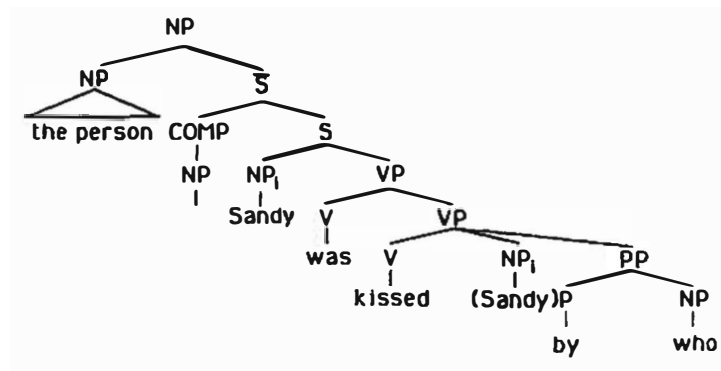 NP
NP S̅
the person COMP S
NP NPᵢ VP
Sandy V VP
was V NPᵢ PP
kissed (Sandy) P NP
by who